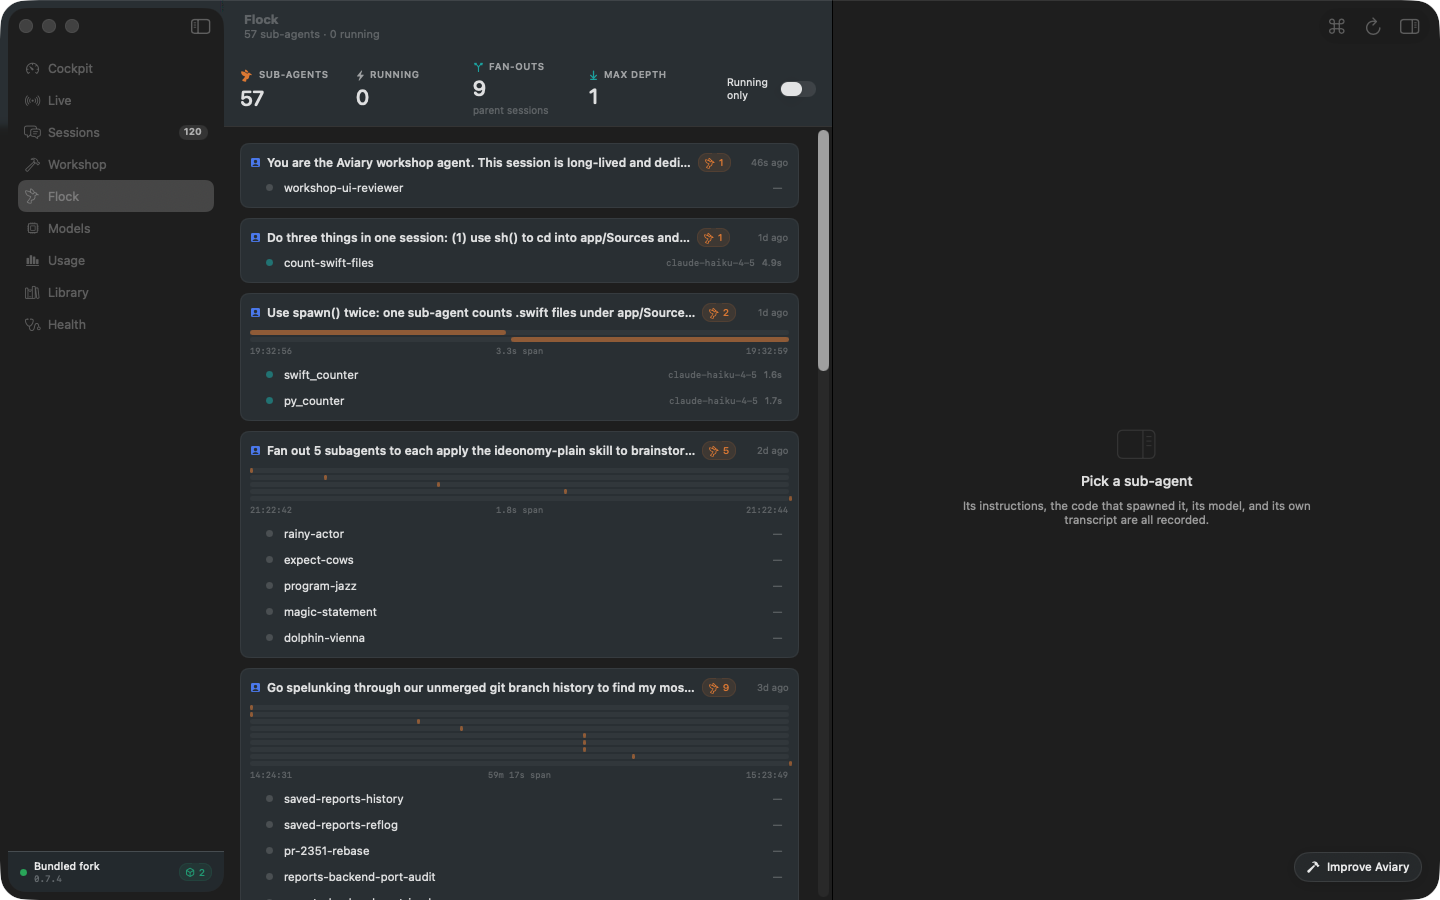 Cockpit
Live
Sessions 120
Workshop
Flock
Models
Usage
Library
Health
Bundled fork
0.7.4
2
Flock
57 sub-agents · 0 running
SUB-AGENTS
57
RUNNING
0
FAN-OUTS
9
parent sessions
MAX DEPTH
1
Running
only
You are the Aviary workshop agent. This session is long-lived and dedi... 1 46s ago
workshop-ui-reviewer —
Do three things in one session: (1) use sh() to cd into app/Sources and... 1 1d ago
count-swift-files claude-haiku-4-5 4.9s
Use spawn() twice: one sub-agent counts .swift files under app/Source... 2 1d ago
19:32:56 3.3s span 19:32:59
swift_counter claude-haiku-4-5 1.6s
py_counter claude-haiku-4-5 1.7s
Fan out 5 subagents to each apply the ideonomy-plain skill to brainstor... 5 2d ago
21:22:42 1.8s span 21:22:44
rainy-actor —
expect-cows —
program-jazz —
magic-statement —
dolphin-vienna —
Go spelunking through our unmerged git branch history to find my mos... 9 3d ago
14:24:31 59m 17s span 15:23:49
saved-reports-history —
saved-reports-reflog —
pr-2351-rebase —
reports-backend-port-audit —
Pick a sub-agent
Its instructions, the code that spawned it, its model, and its own
transcript are all recorded.
Improve Aviary